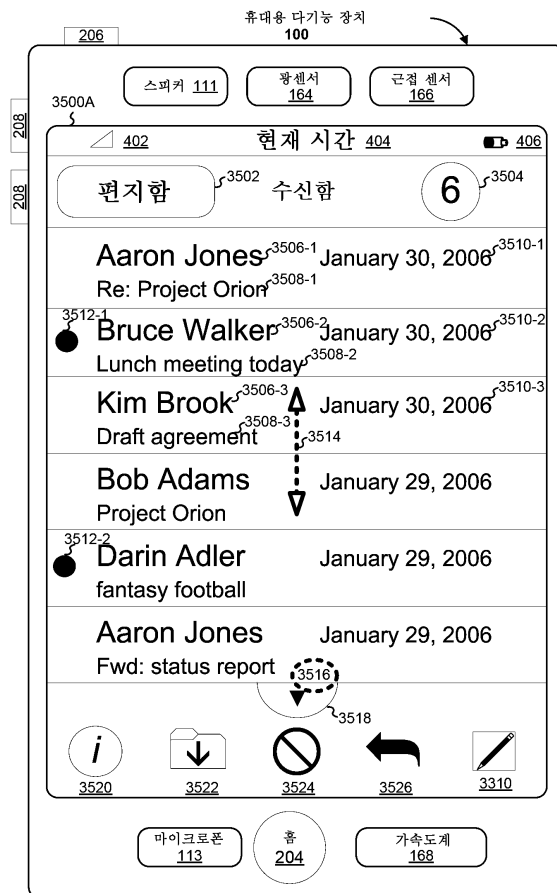 휴대용 다기능 장치
206 100
스피커 111 광센서 164 근접 센서 166
3500A
208
402 현재 시간 404 406
편지함 3502 수신함 6 3504
208
Aaron Jones 3506-1 January 30, 2006 3510-1
Re: Project Orion 3508-1
3512-1
Bruce Walker 3506-2 January 30, 2006 3510-2
Lunch meeting today 3508-2
Kim Brook 3506-3 January 30, 2006 3510-3
Draft agreement 3508-3 3514
Bob Adams January 29, 2006
Project Orion
3512-2
Darin Adler January 29, 2006
fantasy football
Aaron Jones January 29, 2006
Fwd: status report 3516
3518
i
3520 3522 3524 3526 3310
마이크로폰 113 홈 204 가속도계 168